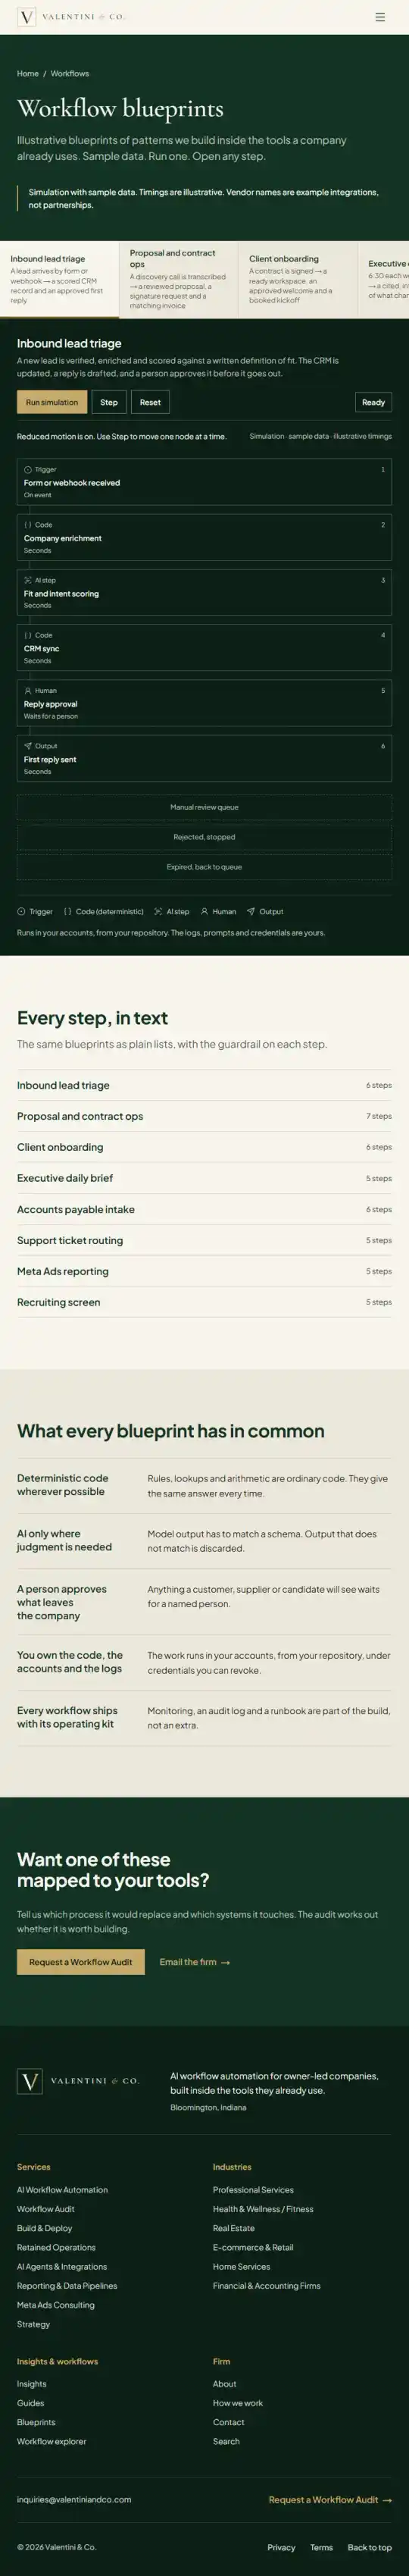 V VALENTINI & CO.
Home / Workflows
Workflow blueprints
Illustrative blueprints of patterns we build inside the tools a company
already uses. Sample data. Run one. Open any step.
Simulation with sample data. Timings are illustrative. Vendor names are example integrations,
not partnerships.
Inbound lead triage
A lead arrives by form or
webhook → a scored CRM
record and an approved first
reply
Proposal and contract
ops
A discovery call is transcribed
→ a reviewed proposal, a
signature request and a
matching invoice
Client onboarding
A contract is signed → a
ready workspace, an
approved welcome and a
booked kickoff
Executive
6:30 each w
→ a cited, in
of what char
Inbound lead triage
A new lead is verified, enriched and scored against a written definition of fit. The CRM is
updated, a reply is drafted, and a person approves it before it goes out.
Run simulation
Step
Reset
Ready
Reduced motion is on. Use Step to move one node at a time.
Simulation · sample data · illustrative timings
Trigger 1
Form or webhook received
On event
Code 2
Company enrichment
Seconds
AI step 3
Fit and intent scoring
Seconds
Code 4
CRM sync
Seconds
Human 5
Reply approval
Waits for a person
Output 6
First reply sent
Seconds
Manual review queue
Rejected, stopped
Expired, back to queue
Trigger Code (deterministic) AI step Human Output
Runs in your accounts, from your repository. The logs, prompts and credentials are yours.
Every step, in text
The same blueprints as plain lists, with the guardrail on each step.
Inbound lead triage 6 steps
Proposal and contract ops 7 steps
Client onboarding 6 steps
Executive daily brief 5 steps
Accounts payable intake 6 steps
Support ticket routing 5 steps
Meta Ads reporting 5 steps
Recruiting screen 5 steps
What every blueprint has in common
Deterministic code
wherever possible
Rules, lookups and arithmetic are ordinary code. They give
the same answer every time.
AI only where
judgment is needed
Model output has to match a schema. Output that does
not match is discarded.
A person approves
what leaves
the company
Anything a customer, supplier or candidate will see waits
for a named person.
You own the code, the
accounts and the logs
The work runs in your accounts, from your repository, under
credentials you can revoke.
Every workflow ships
with its operating kit
Monitoring, an audit log and a runbook are part of the build,
not an extra.
Want one of these
mapped to your tools?
Tell us which process it would replace and which systems it touches. The audit works out
whether it is worth building.
Request a Workflow Audit
Email the firm →
V VALENTINI & CO.
AI workflow automation for owner-led companies,
built inside the tools they already use.
Bloomington, Indiana
Services
AI Workflow Automation
Workflow Audit
Build & Deploy
Retained Operations
AI Agents & Integrations
Reporting & Data Pipelines
Meta Ads Consulting
Strategy
Industries
Professional Services
Health & Wellness / Fitness
Real Estate
E-commerce & Retail
Home Services
Financial & Accounting Firms
Insights & workflows
Insights
Guides
Blueprints
Workflow explorer
Firm
About
How we work
Contact
Search
inquiries@valentiniandco.com
Request a Workflow Audit →
© 2026 Valentini & Co.
Privacy Terms Back to top